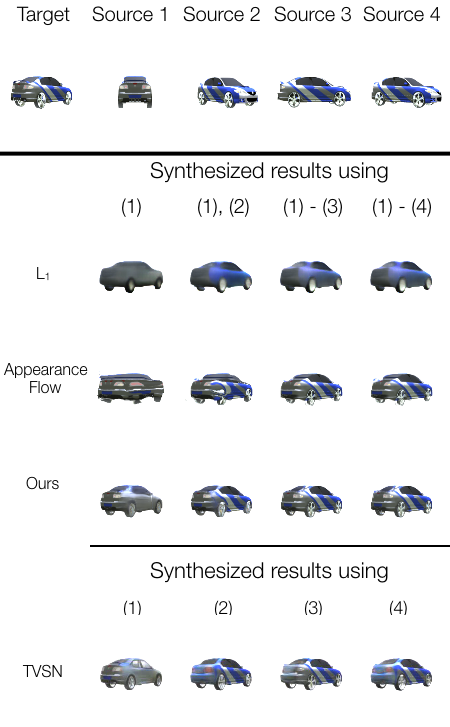 Target Source 1 Source 2 Source 3 Source 4
Synthesized results using
(1) (1), (2) (1) - (3) (1) - (4)
L₁
Appearance
Flow
Ours
Synthesized results using
(1) (2) (3) (4)
TVSN